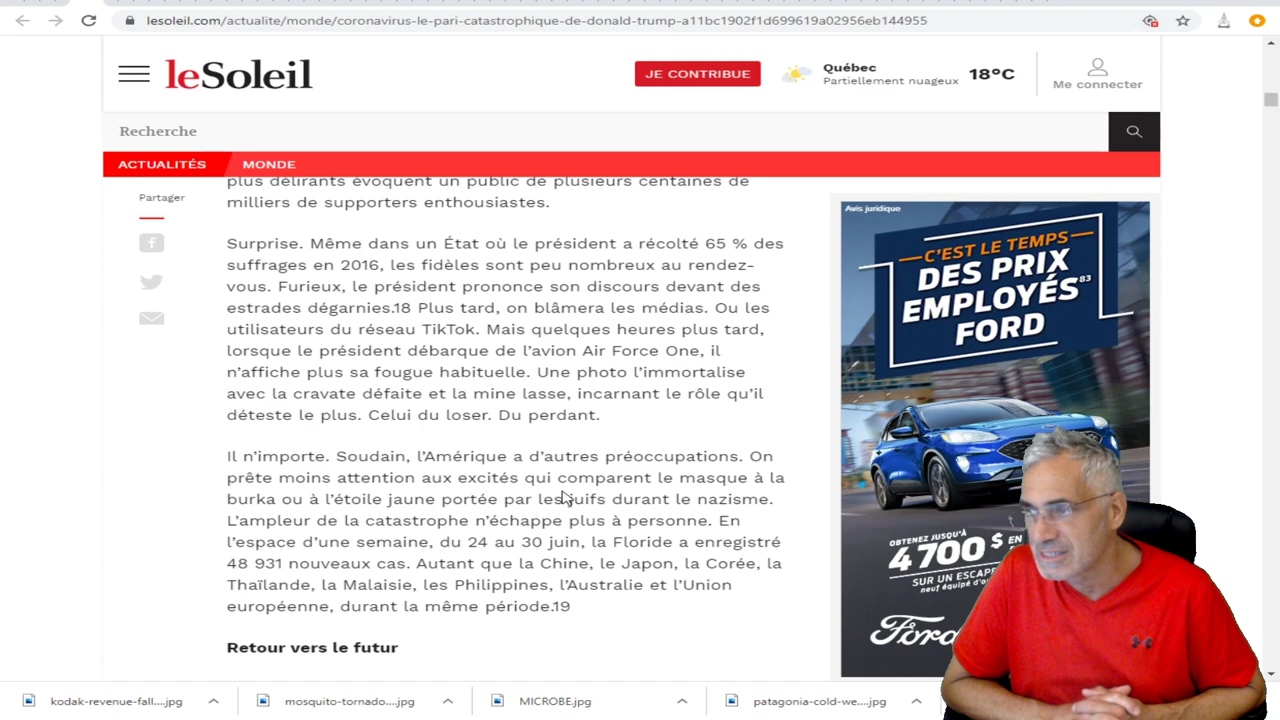 lesoleil.com/actualite/monde/coronavirus-le-pari-catastrophique-de-donald-trump-a11bc1902f1d699619a02956eb144955
leSoleil
JE CONTRIBUE
Québec
Partiellement nuageux
18°C
Me connecter
Recherche
ACTUALITÉS
MONDE
Partager
plus délirants évoquent un public de plusieurs centaines de
milliers de supporters enthousiastes.
Surprise. Même dans un État où le président a récolté 65 % des
suffrages en 2016, les fidèles sont peu nombreux au rendez-
vous. Furieux, le président prononce son discours devant des
estrades dégarnies.18 Plus tard, on blâmera les médias. Ou les
utilisateurs du réseau TikTok. Mais quelques heures plus tard,
lorsque le président débarque de l'avion Air Force One, il
n'affiche plus sa fougue habituelle. Une photo l'immortalise
avec la cravate défaite et la mine lasse, incarnant le rôle qu'il
déteste le plus. Celui du loser. Du perdant.
Il n'importe. Soudain, l'Amérique a d'autres préoccupations. On
prête moins attention aux excités qui comparent le masque à la
burka ou à l'étoile jaune portée par les Juifs durant le nazisme.
L'ampleur de la catastrophe n'échappe plus à personne. En
l'espace d'une semaine, du 24 au 30 juin, la Floride a enregistré
48 931 nouveaux cas. Autant que la Chine, le Japon, la Corée, la
Thaïlande, la Malaisie, les Philippines, l'Australie et l'Union
européenne, durant la même période.19
Retour vers le futur
Avis juridique
C'EST LE TEMPS
DES PRIX
EMPLOYÉS83
FORD
OBTENEZ JUSQU'À
4 700 $ EN
SUR UN ESCAPE
neuf équipé d'o
Ford
kodak-revenue-fall....jpg
mosquito-tornado....jpg
MICROBE.jpg
patagonia-cold-we....jpg